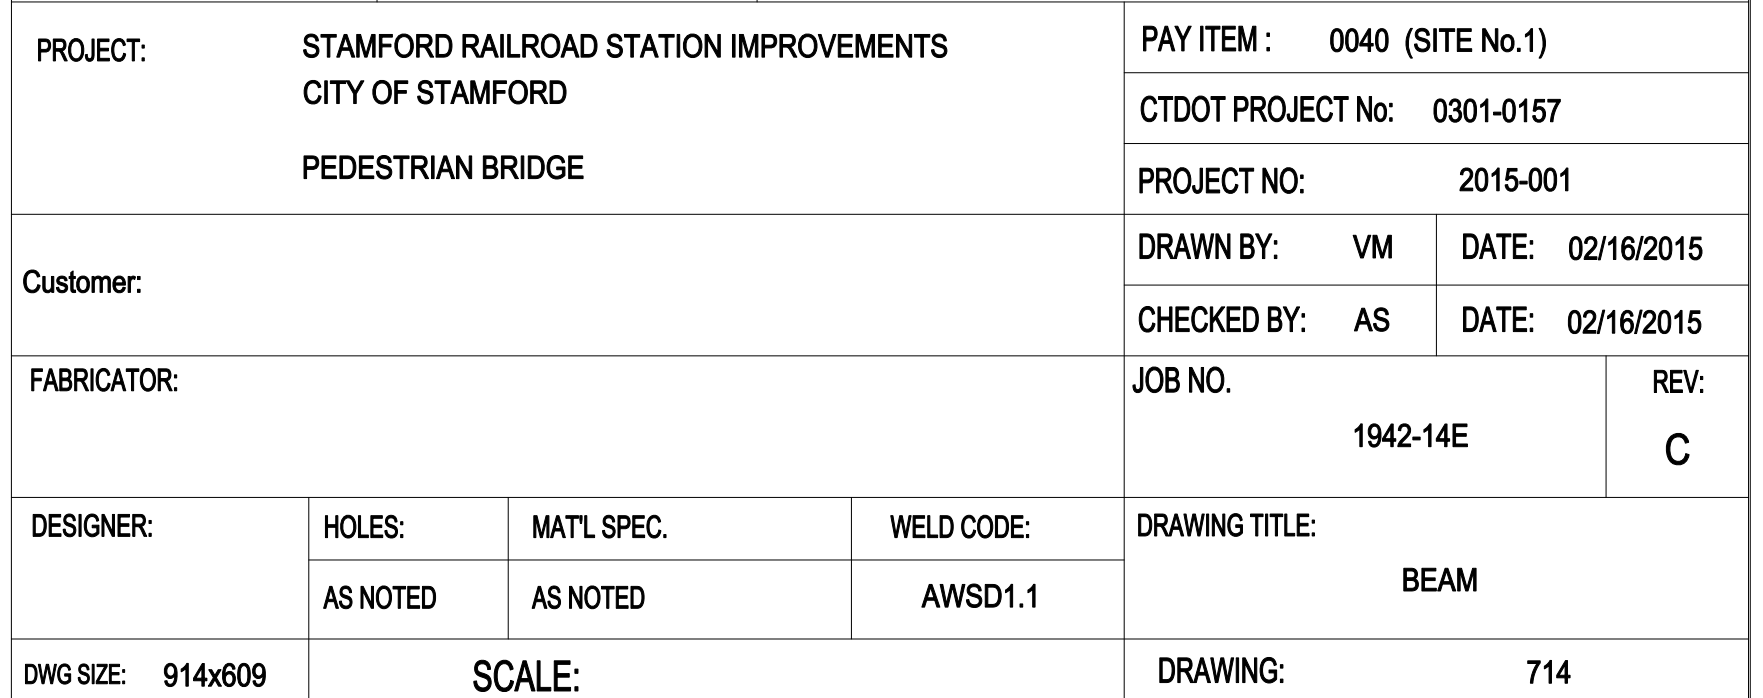 PROJECT: STAMFORD RAILROAD STATION IMPROVEMENTS
CITY OF STAMFORD
PEDESTRIAN BRIDGE
PAY ITEM : 0040 (SITE No.1)
CTDOT PROJECT No: 0301-0157
PROJECT NO: 2015-001
Customer:
DRAWN BY: VM DATE: 02/16/2015
CHECKED BY: AS DATE: 02/16/2015
FABRICATOR:
JOB NO.
1942-14E
REV:
C
DESIGNER:
HOLES: MAT'L SPEC. WELD CODE:
AS NOTED AS NOTED AWSD1.1
DRAWING TITLE:
BEAM
DWG SIZE: 914x609 SCALE:
DRAWING: 714